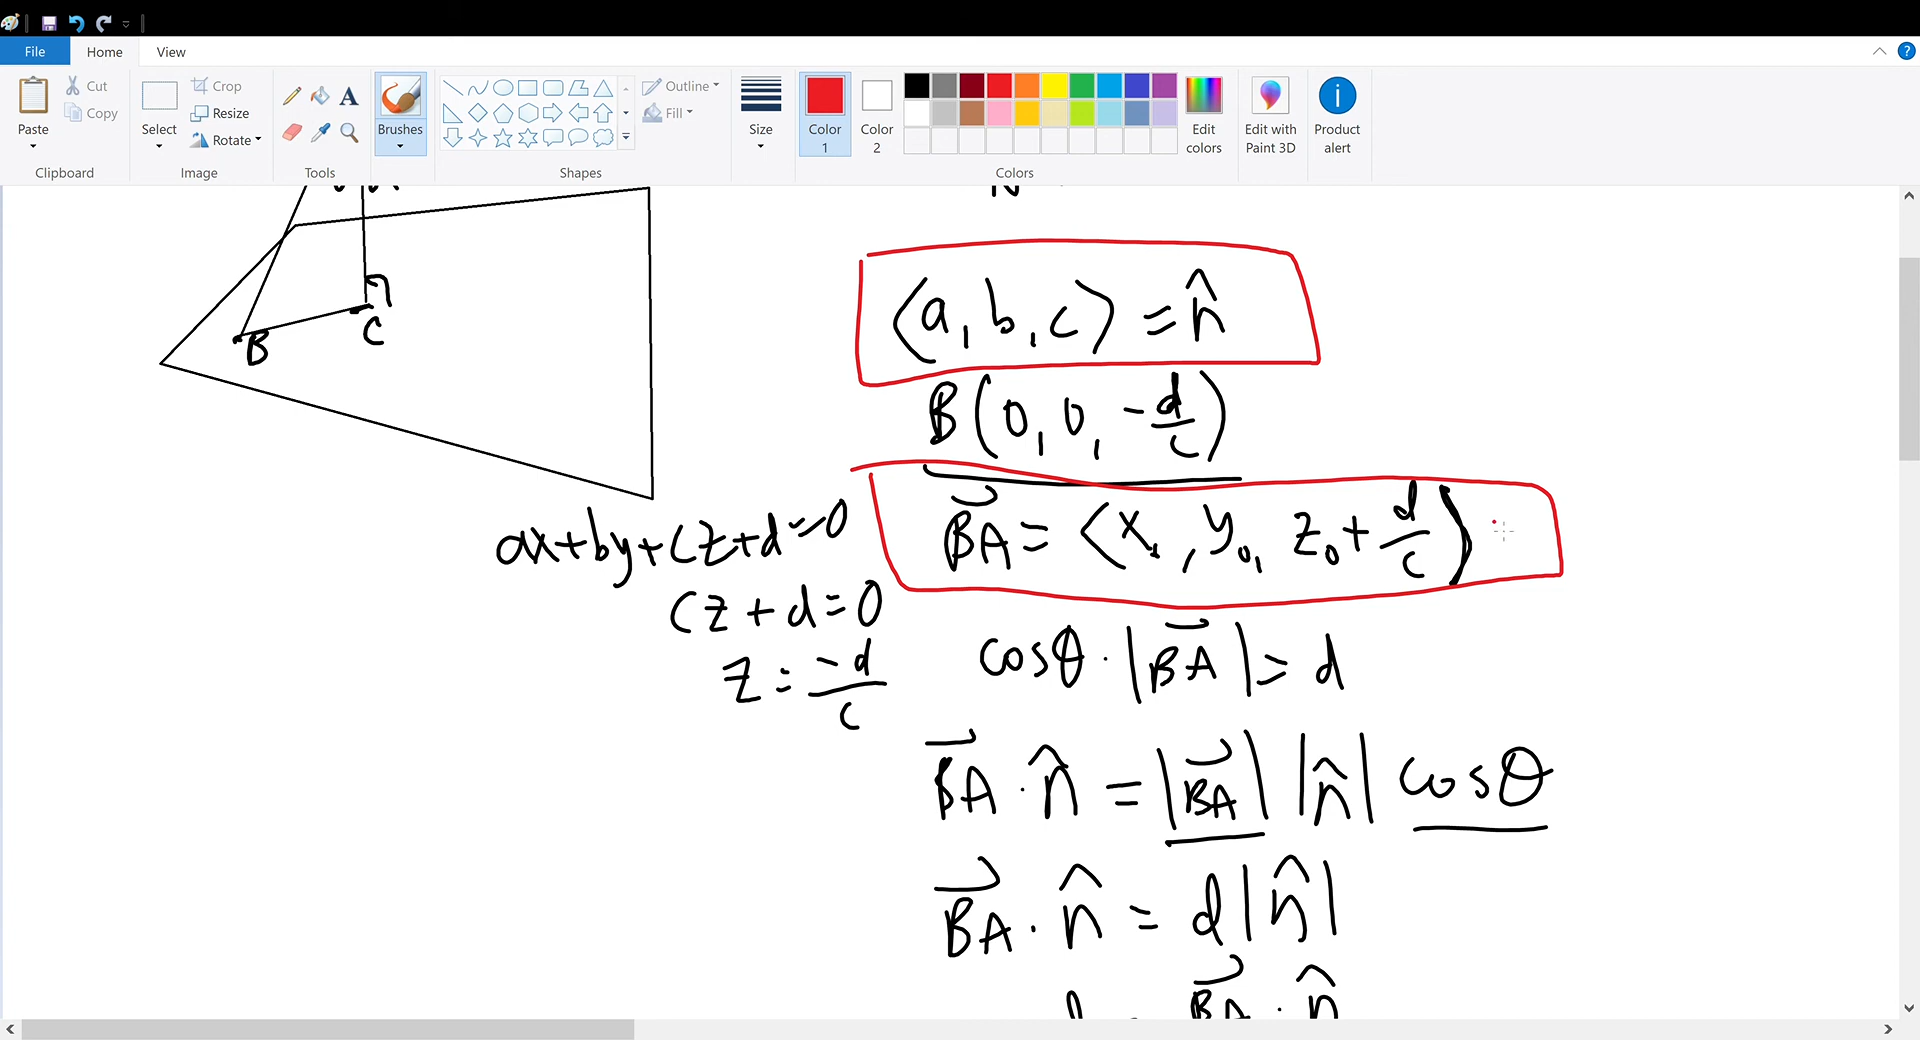 File Home View
Paste
Cut
Copy
Clipboard
Select
Crop
Resize
Rotate
Image
A
Tools
Brushes
Outline
Fill
Shapes
Size
Color 1
Color 2
Edit colors
Colors
Edit with Paint 3D
Product alert
B
C
⟨a, b, c⟩ = n̂
B(0, 0, -d/c)
ax+by+cz+d=0
cz+d=0
z = -d/c
BA = ⟨x, y₀, z₀+d/c⟩
cosθ · |BA| = d
BA · n̂ = |BA| |n̂| cosθ
BA · n̂ = d|n̂|
BA · n̂